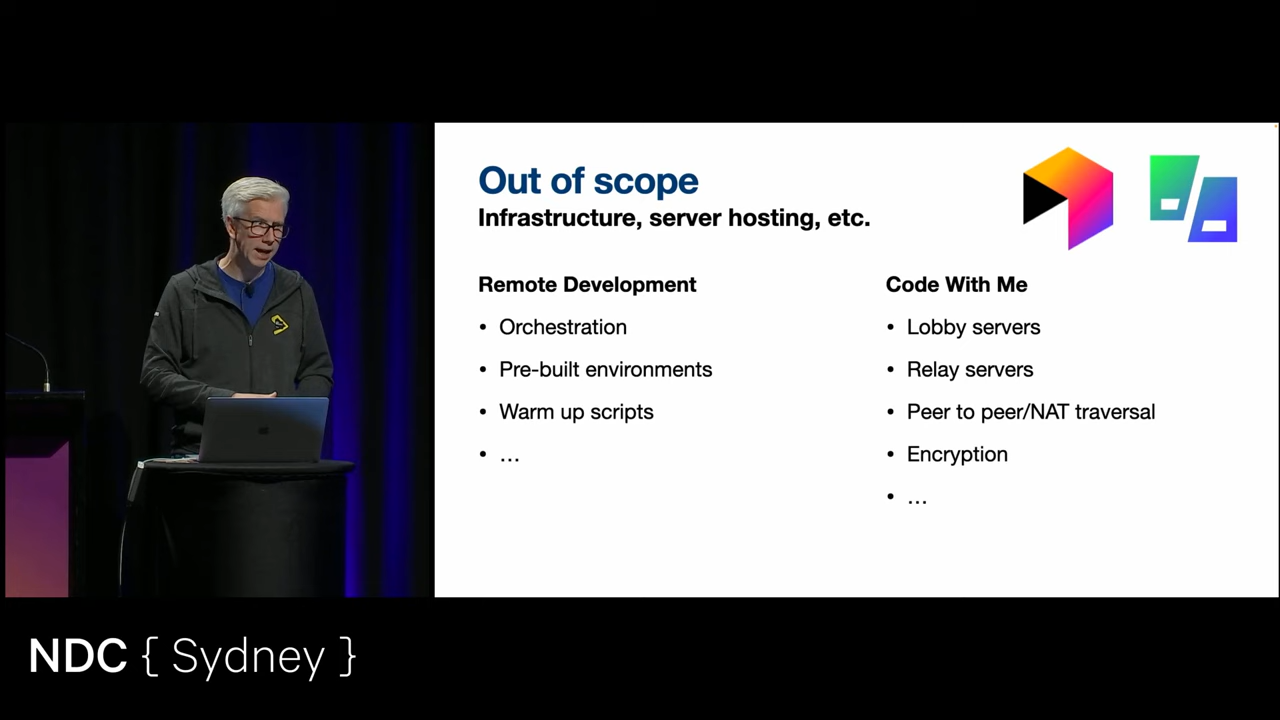 Out of scope
Infrastructure, server hosting, etc.
Remote Development
• Orchestration
• Pre-built environments
• Warm up scripts
• …
Code With Me
• Lobby servers
• Relay servers
• Peer to peer/NAT traversal
• Encryption
• …
NDC { Sydney }